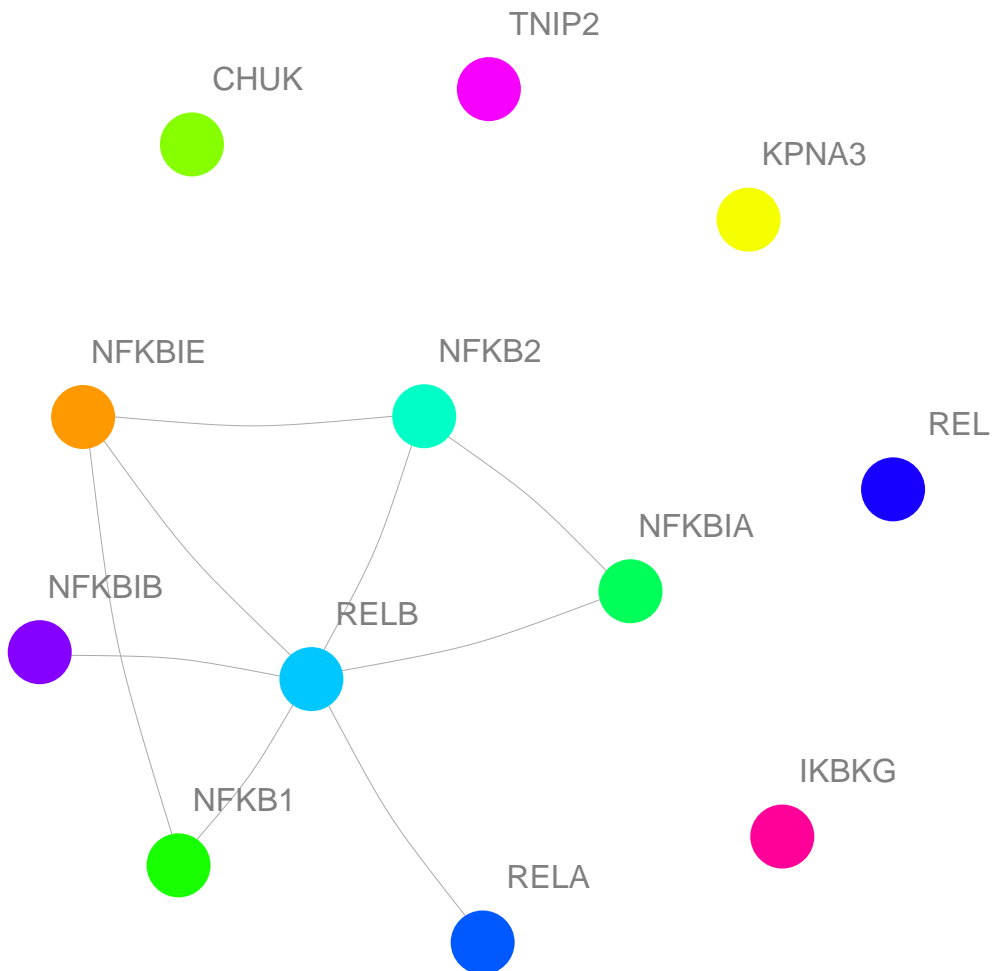 TNIP2
CHUK
KPNA3
NFKBIE
NFKB2
REL
NFKBIA
NFKBIB
RELB
IKBKG
NFKB1
RELA